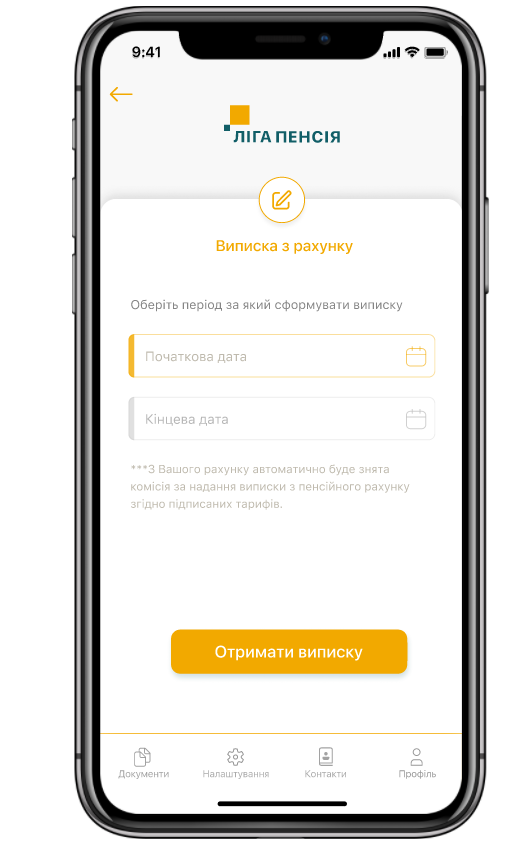 9:41
ЛІГА ПЕНСІЯ
Виписка з рахунку
Оберіть період за який сформувати виписку
Початкова дата
Кінцева дата
***З Вашого рахунку автоматично буде знята
комісія за надання виписки з пенсійного рахунку
згідно підписаних тарифів.
Отримати виписку
Документи
Налаштування
Контакти
Профіль